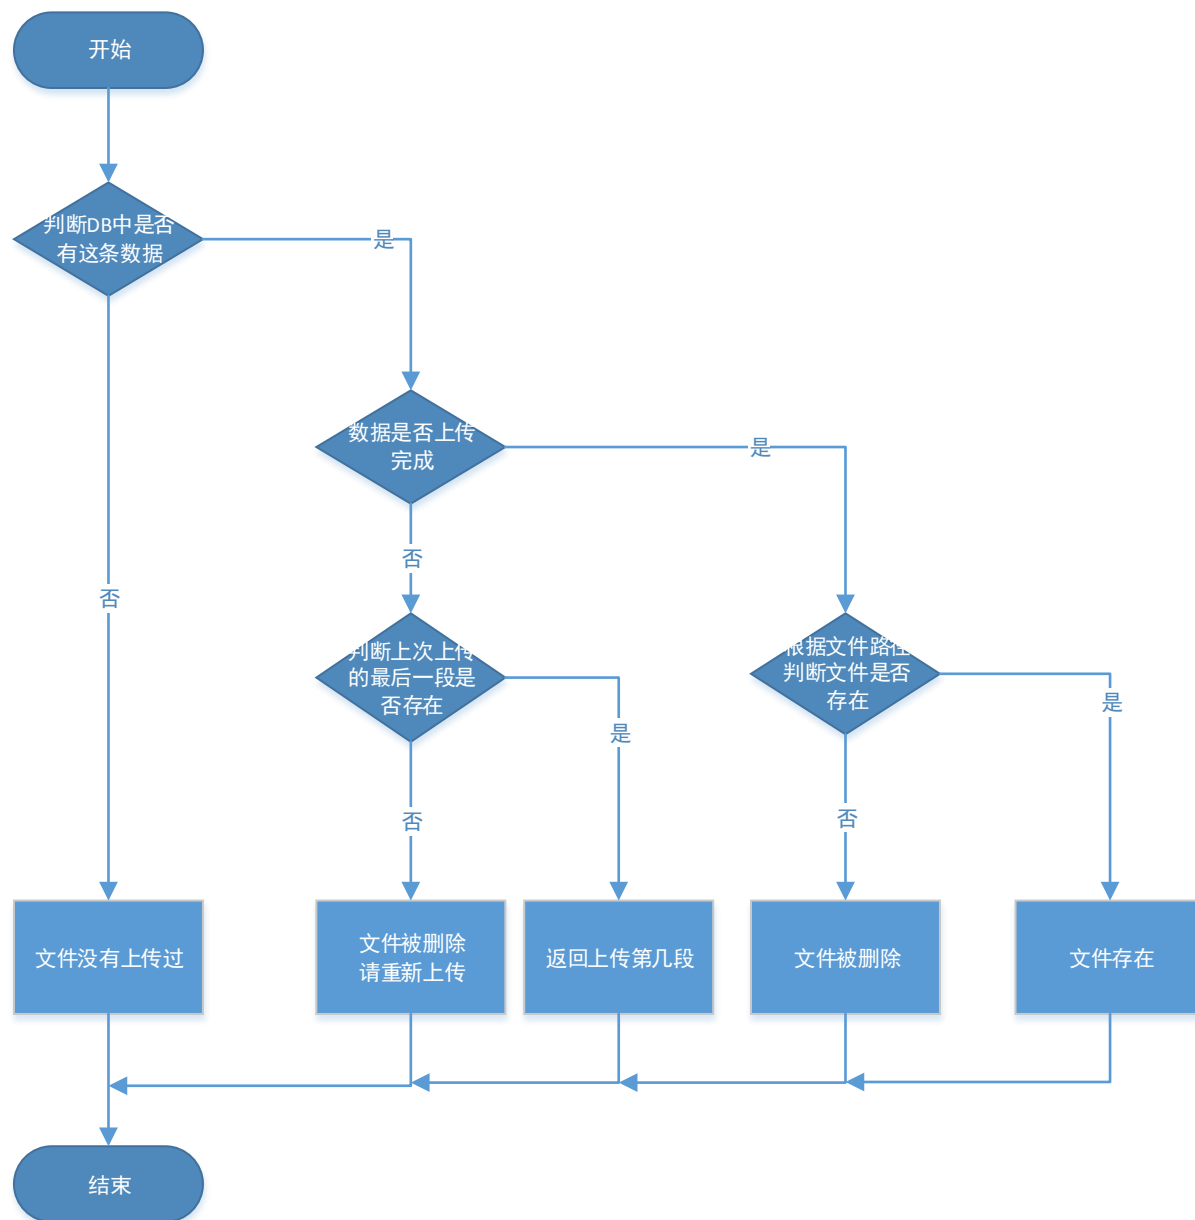 开始
判断DB中是否
有这条数据
是
数据是否上传
完成
是
否
否
判断上次上传
的最后一段是
否存在
根据文件路径
判断文件是否
存在
是
是
否
否
文件没有上传过
文件被删除
请重新上传
返回上传第几段
文件被删除
文件存在
结束